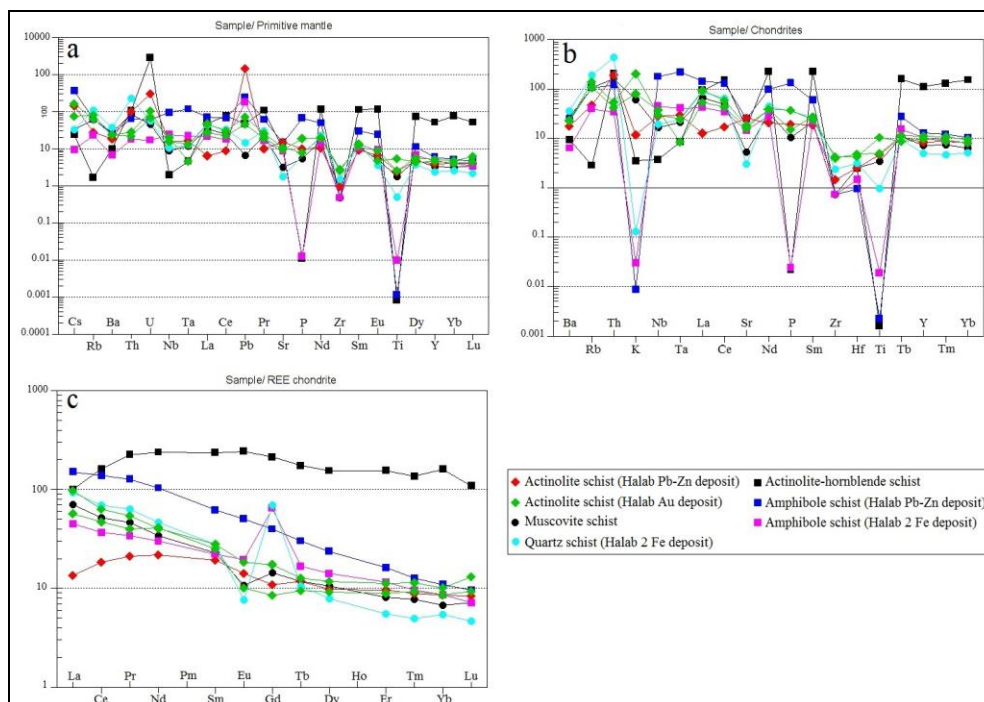 Sample/ Primitive mantle
a
10000
1000
100
10
1
0.1
0.01
0.001
0.0001
Cs Ba U Ta Ce Pr P Zr Eu Dy Yb
Rb Th Nb La Pb Sr Nd Sm Ti Y Lu
Sample/ Chondrites
b
1000
100
10
1
0.1
0.01
0.001
Ba Th Nb La Sr P Zr Ti Y Yb
Rb K Ta Ce Nd Sm Hf Tb Tm
Sample/ REE chondrite
c
1000
100
10
1
La Pr Pm Eu Tb Ho Tm Lu
Ce Nd Sm Gd Dy Er Yb
Actinolite schist (Halab Pb-Zn deposit)
Actinolite schist (Halab Au deposit)
Muscovite schist
Quartz schist (Halab 2 Fe deposit)
Actinolite-hornblende schist
Amphibole schist (Halab Pb-Zn deposit)
Amphibole schist (Halab 2 Fe deposit)